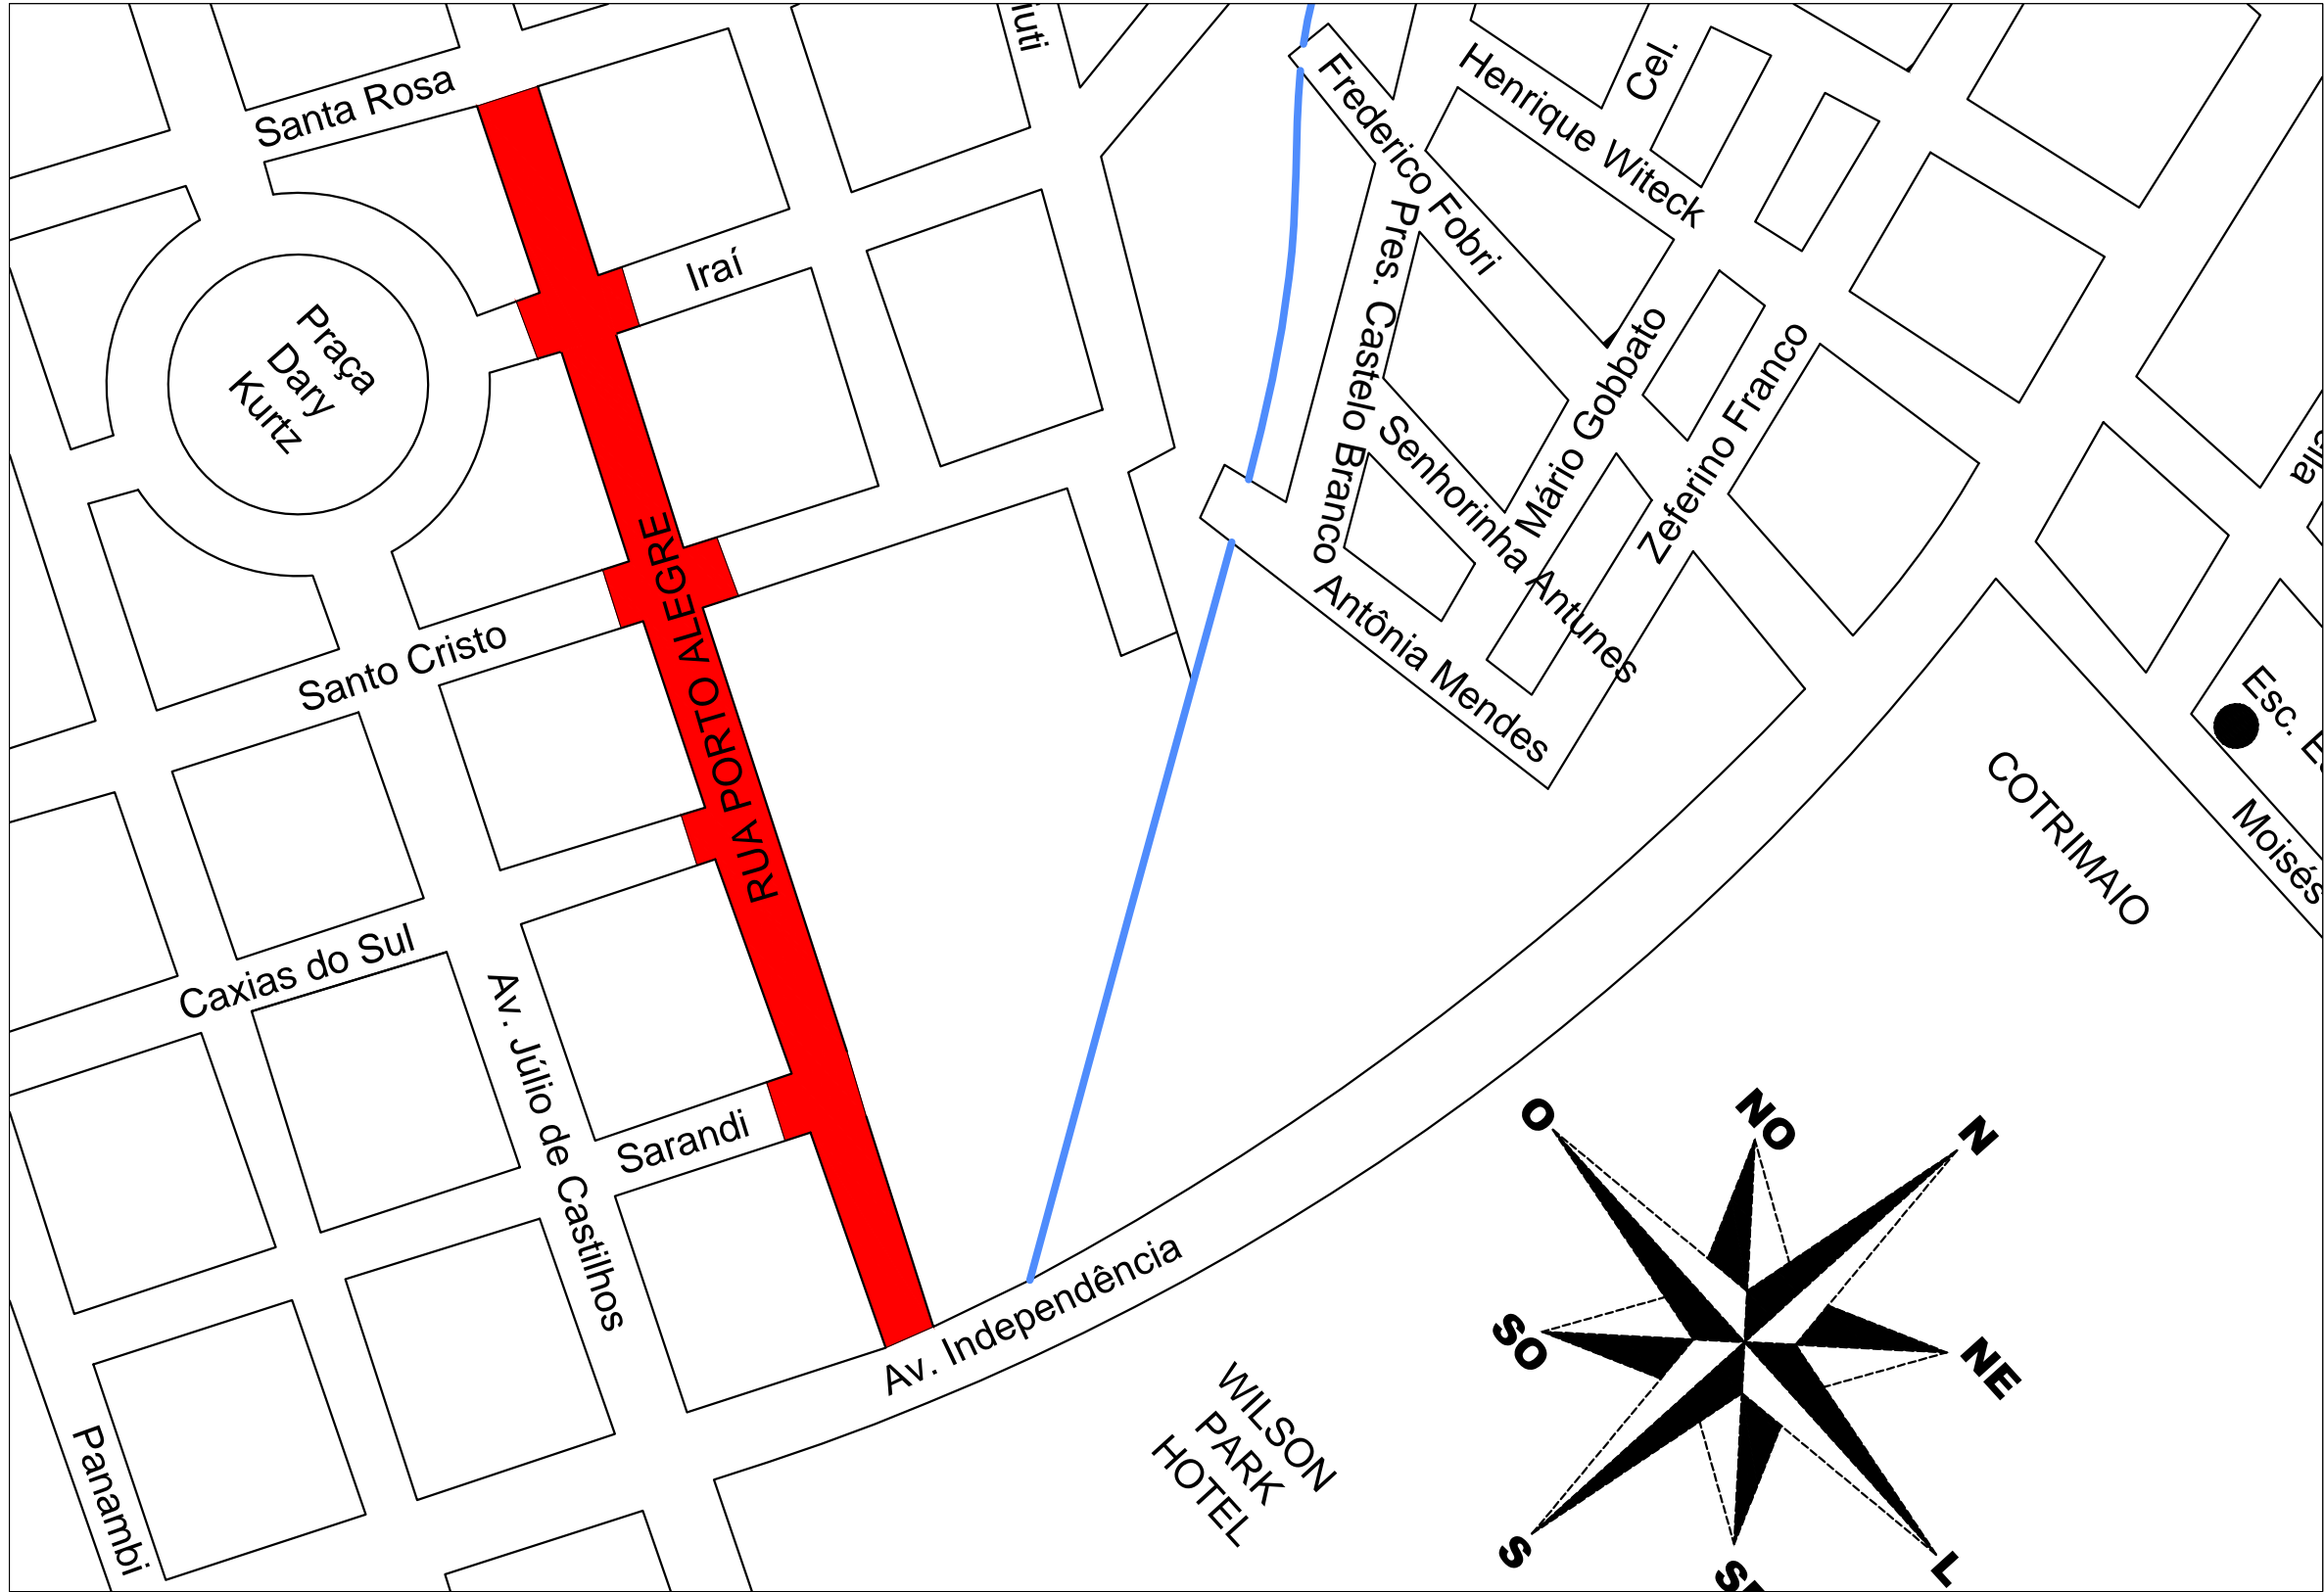 Santa Rosa
Henrique Witeck
Cel.
Frederico Fobri
Iraí
Pres. Castelo Branco
Praça
Dary
Kurtz
Mário Gobbato
Zeferino Franco
Senhorinha Antunes
RUA PORTO ALEGRE
Santo Cristo
Antônia Mendes
Esc.
COTRIMAIO
Moisés
Caxias do Sul
Av. Júlio de Castilhos
Sarandi
Av. Independência
WILSON
PARK
HOTEL
Panambi
O
NO
N
SO
NE
S
L